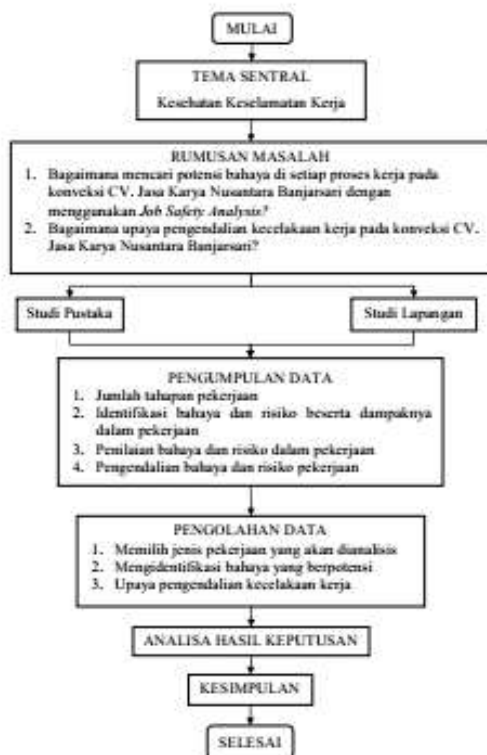 MULAI
TEMA SENTRAL
Kesehatan Keselamatan Kerja
RUMUSAN MASALAH
1. Bagaimana mencari potensi bahaya di setiap proses kerja pada
konveksi CV. Jasa Karya Nusantara Banjarsari dengan
menggunakan Job Safety Analysis?
2. Bagaimana upaya pengendalian kecelakaan kerja pada konveksi CV.
Jasa Karya Nusantara Banjarsari?
Studi Pustaka
Studi Lapangan
PENGUMPULAN DATA
1. Jumlah tahapan pekerjaan
2. Identifikasi bahaya dan risiko beserta dampaknya
dalam pekerjaan
3. Penilaian bahaya dan risiko dalam pekerjaan
4. Pengendalian bahaya dan risiko pekerjaan
PENGOLAHAN DATA
1. Memilih jenis pekerjaan yang akan dianalisis
2. Mengidentifikasi bahaya yang berpotensi
3. Upaya pengendalian kecelakaan kerja
ANALISA HASIL KEPUTUSAN
KESIMPULAN
SELESAI